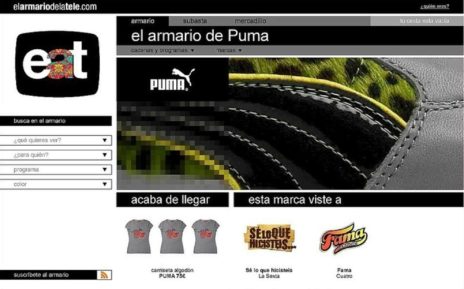 elarmariodelatele.com
¿quién eres?
armario subasta mercadillo
tu cesta está vacía
el armario de Puma
cadenas y programas marcas
eat
PUMA
busca en el armario
¿qué quieres ver?
¿para quién?
programa
color
acaba de llegar
esta marca viste a
SÉ LO QUE
HICISTEIS...
Fama
camiseta algodón
PUMA 75€
Sé lo que hicisteis
La Sexta
Fama
Cuatro
suscríbete al armario